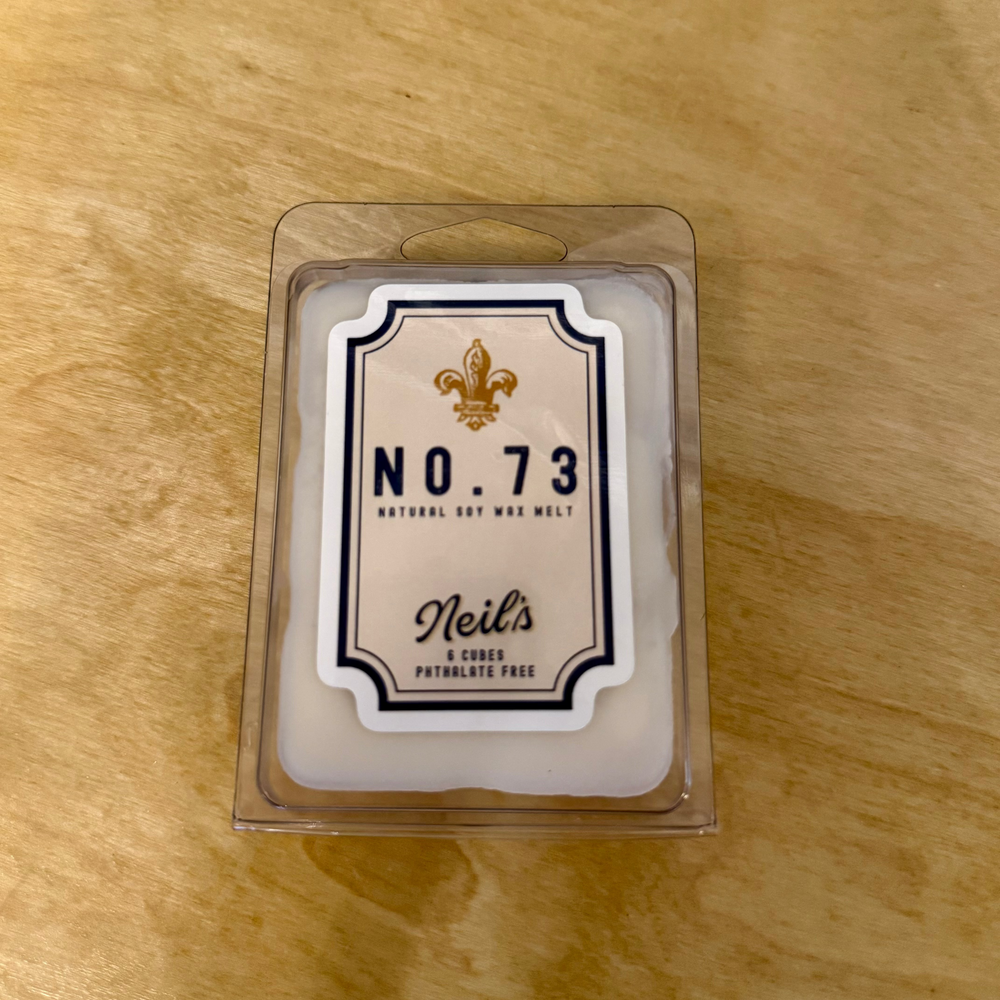 NO.73
NATURAL SOY WAX MELT
Neil's
6 CUBES
PHTHALATE FREE